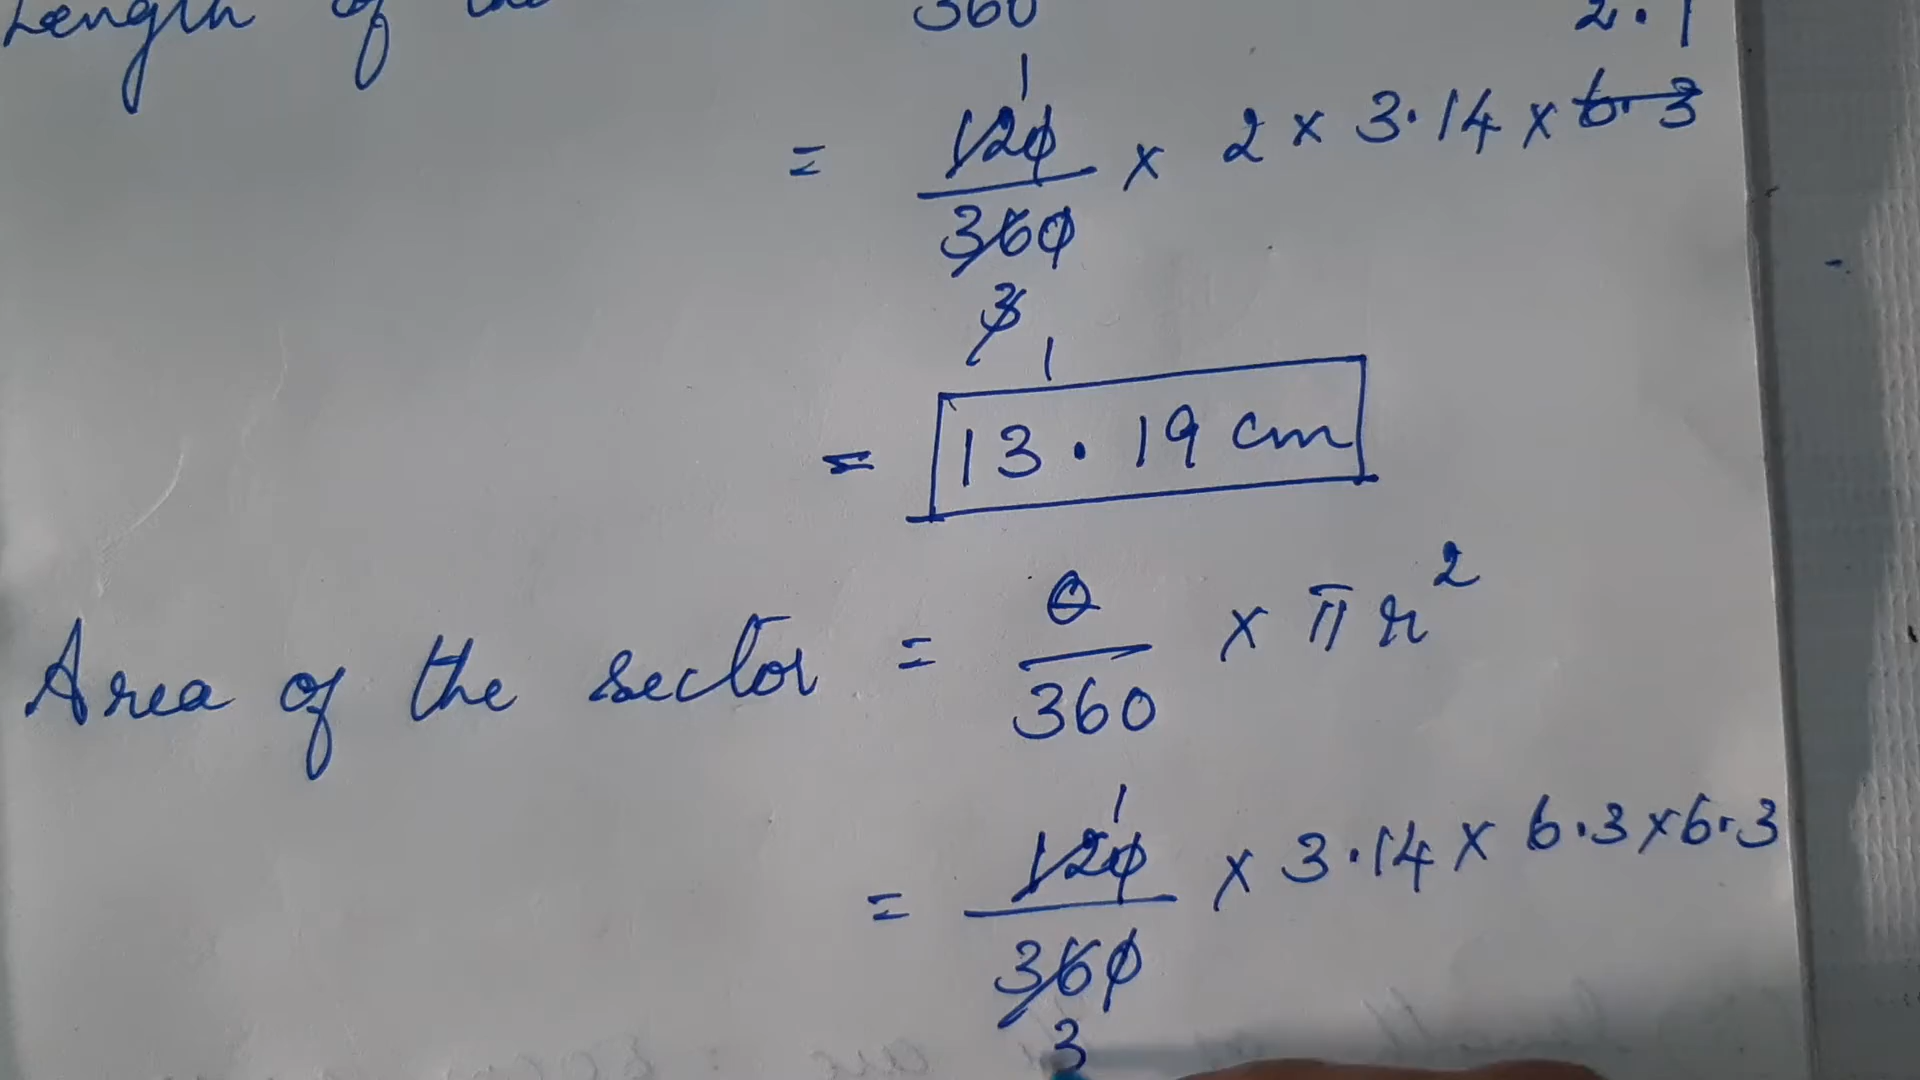 Length of the 360 2.1
1
= 120/360 × 2 × 3.14 × 6.3
3
1
= 13.19 cm
Area of the sector = θ/360 × πr²
1
= 120/360 × 3.14 × 6.3 × 6.3
3